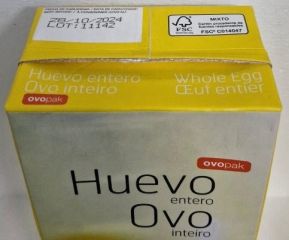 28/10/2024
LOT:11142
FSC
MIXTO
FSC® C014047
Huevo entero
Ovo inteiro
Whole Egg
Œuf entier
ovopak
ovopak
Huevo
entero
Ovo
inteiro